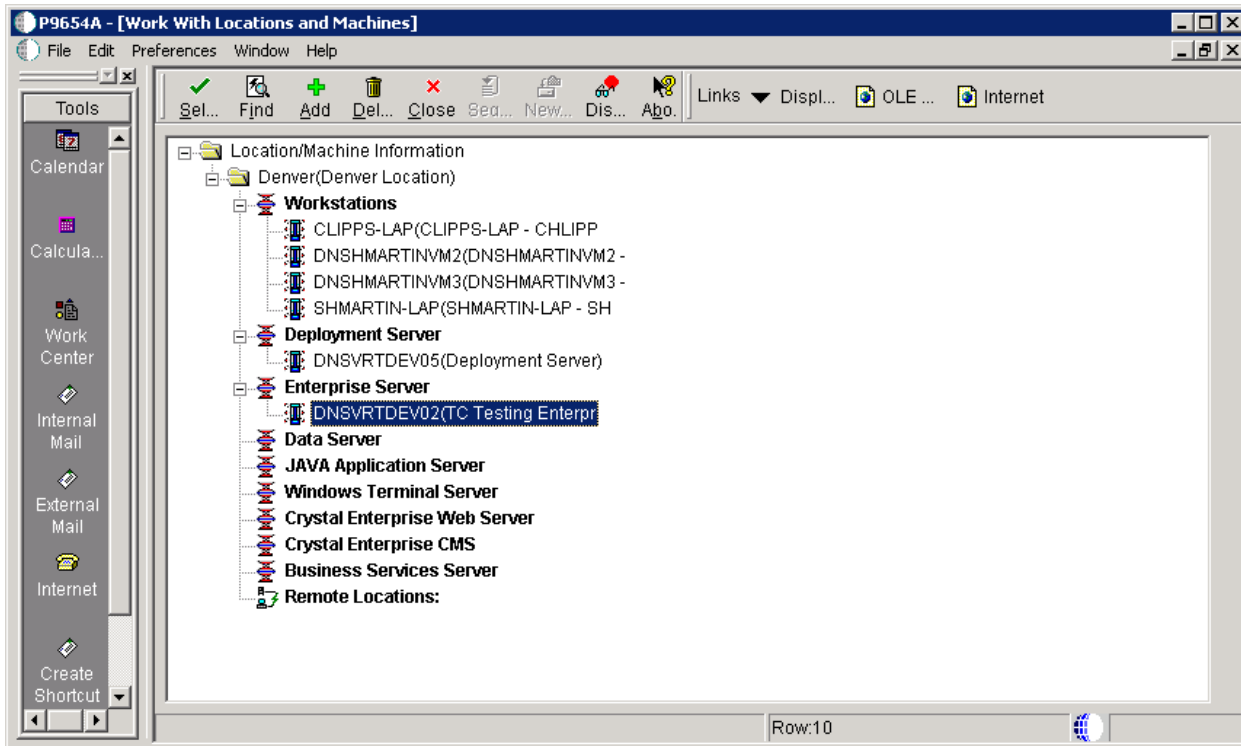 P9654A - [Work With Locations and Machines]
File Edit Preferences Window Help
Tools
Calendar
Calcula...
Work
Center
Internal
Mail
External
Mail
Internet
Create
Shortcut
Sel... Find Add Del... Close Seq... New... Dis... Abo. Links Displ... OLE ... Internet
Location/Machine Information
Denver(Denver Location)
Workstations
CLIPPS-LAP(CLIPPS-LAP - CHLIPP
DNSHMARTINVM2(DNSHMARTINVM2 -
DNSHMARTINVM3(DNSHMARTINVM3 -
SHMARTIN-LAP(SHMARTIN-LAP - SH
Deployment Server
DNSVRTDEV05(Deployment Server)
Enterprise Server
DNSVRTDEV02(TC Testing Enterpr
Data Server
JAVA Application Server
Windows Terminal Server
Crystal Enterprise Web Server
Crystal Enterprise CMS
Business Services Server
Remote Locations:
Row:10